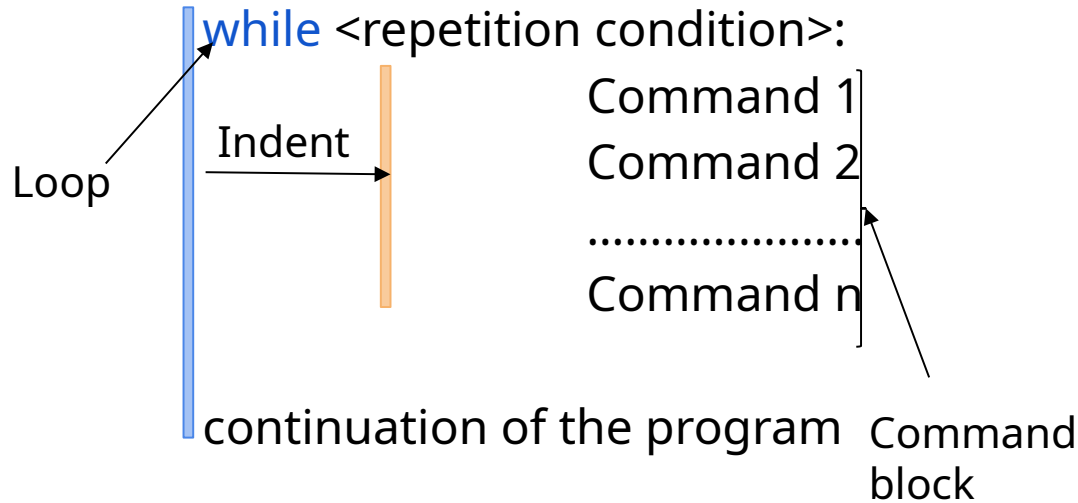 while <repetition condition>:
Command 1
Indent
Command 2
Loop
........................
Command n
continuation of the program
Command
block